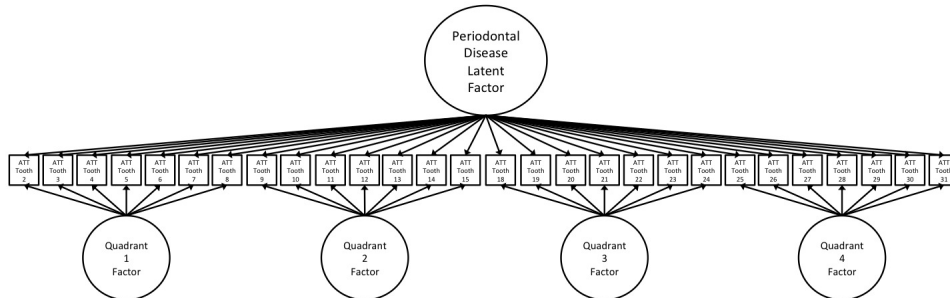 Periodontal
Disease
Latent
Factor
ATT
Tooth
2
ATT
Tooth
3
ATT
Tooth
4
ATT
Tooth
5
ATT
Tooth
6
ATT
Tooth
7
ATT
Tooth
8
ATT
Tooth
9
ATT
Tooth
10
ATT
Tooth
11
ATT
Tooth
12
ATT
Tooth
13
ATT
Tooth
14
ATT
Tooth
15
ATT
Tooth
18
ATT
Tooth
19
ATT
Tooth
20
ATT
Tooth
21
ATT
Tooth
22
ATT
Tooth
23
ATT
Tooth
24
ATT
Tooth
25
ATT
Tooth
26
ATT
Tooth
27
ATT
Tooth
28
ATT
Tooth
29
ATT
Tooth
30
ATT
Tooth
31
Quadrant
1
Factor
Quadrant
2
Factor
Quadrant
3
Factor
Quadrant
4
Factor